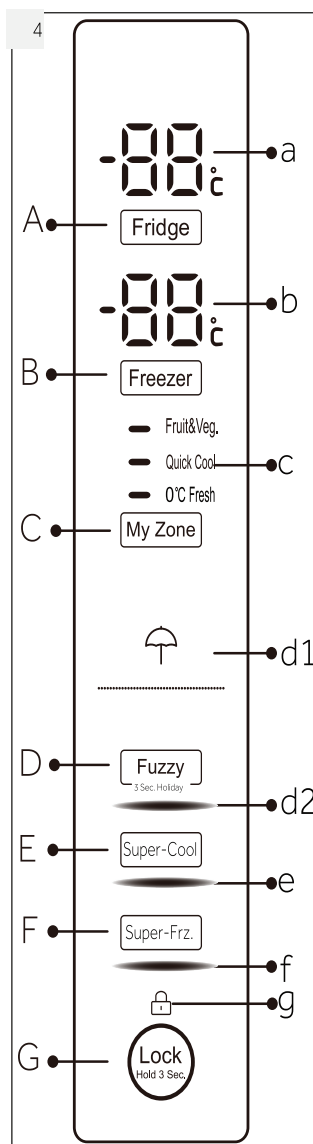 4
-88°C
a
A
Fridge
-88°C
b
B
Freezer
Fruit&Veg.
Quick Cool
c
0°C Fresh
C
My Zone
d1
D
Fuzzy
3 Sec. Holiday
d2
E
Super-Cool
e
F
Super-Frz.
f
g
G
Lock
Hold 3 Sec.